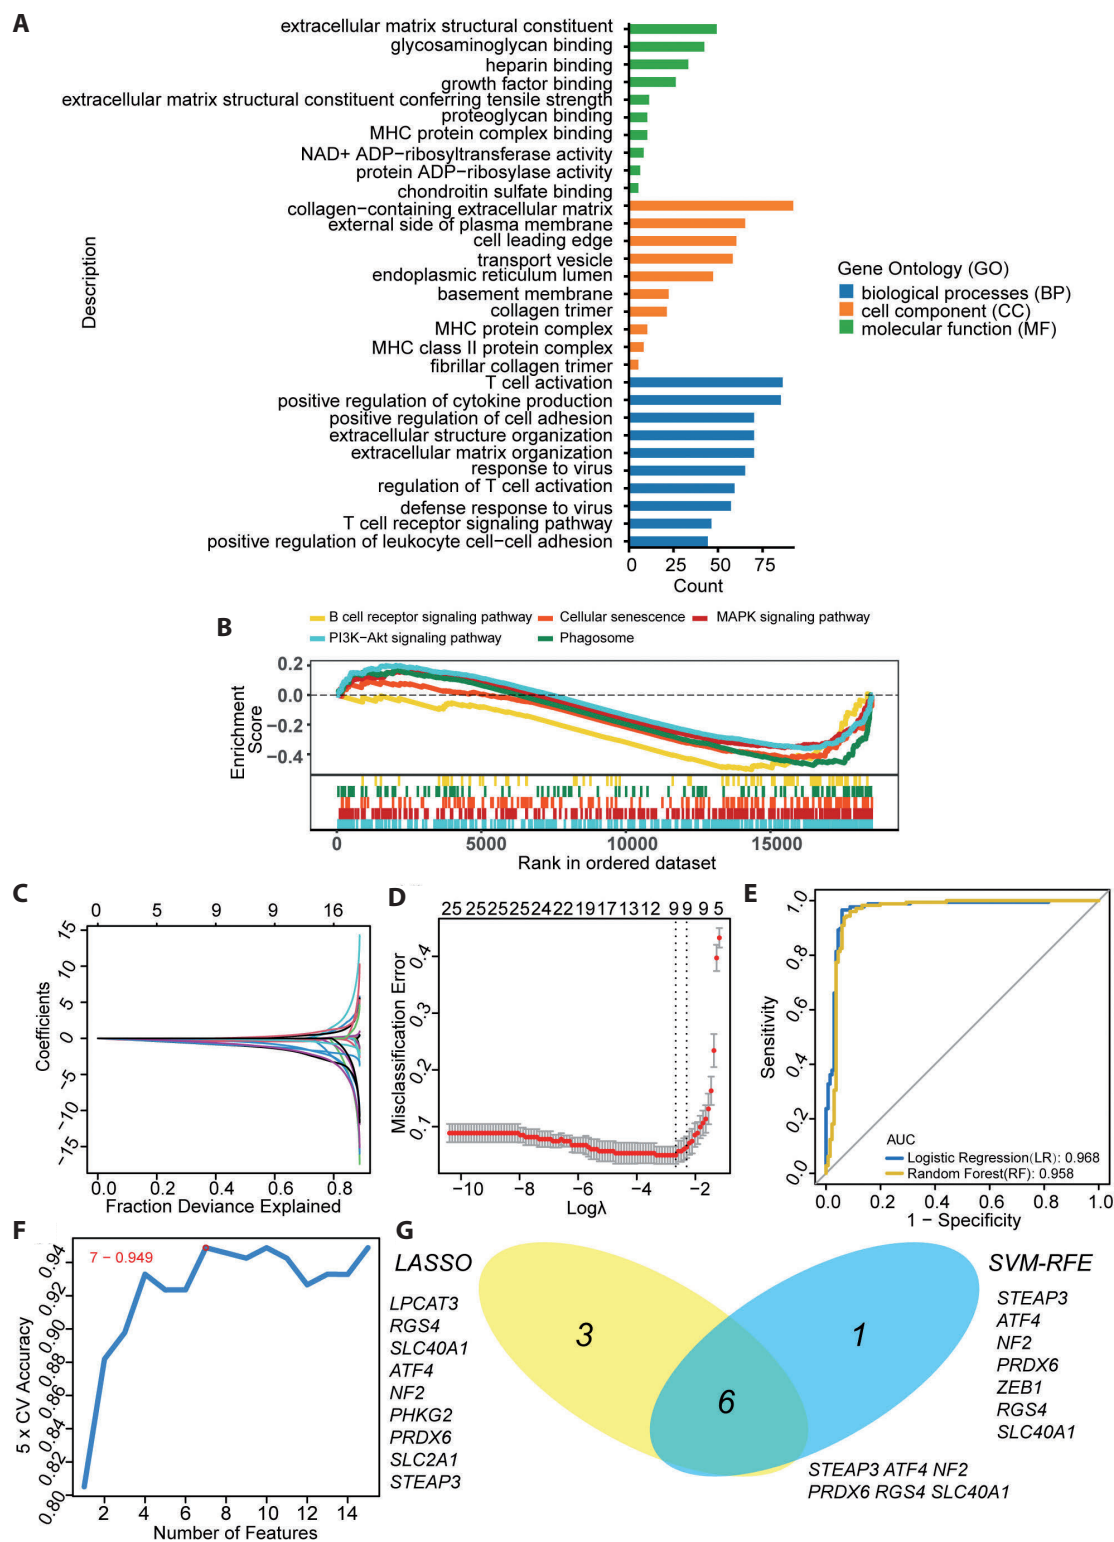 A
extracellular matrix structural constituent
glycosaminoglycan binding
heparin binding
growth factor binding
extracellular matrix structural constituent conferring tensile strength
proteoglycan binding
MHC protein complex binding
NAD+ ADP−ribosyltransferase activity
protein ADP−ribosylase activity
chondroitin sulfate binding
collagen−containing extracellular matrix
external side of plasma membrane
cell leading edge
transport vesicle
endoplasmic reticulum lumen
basement membrane
collagen trimer
MHC protein complex
MHC class II protein complex
fibrillar collagen trimer
T cell activation
positive regulation of cytokine production
positive regulation of cell adhesion
extracellular structure organization
extracellular matrix organization
response to virus
regulation of T cell activation
defense response to virus
T cell receptor signaling pathway
positive regulation of leukocyte cell−cell adhesion
Description
0 25 50 75
Count
Gene Ontology (GO)
biological processes (BP)
cell component (CC)
molecular function (MF)
B
B cell receptor signaling pathway Cellular senescence MAPK signaling pathway
PI3K−Akt signaling pathway Phagosome
Enrichment
Score
0.2
0.0
−0.2
−0.4
0 5000 10000 15000
Rank in ordered dataset
C
0 5 9 9 16
Coefficients
15
10
5
0
−5
−10
−15
0.0 0.2 0.4 0.6 0.8
Fraction Deviance Explained
D
25 25 25 25 24 22 19 17 13 12 9 9 9 5
Misclassification Error
0.4
0.3
0.2
0.1
−10 −8 −6 −4 −2
Logλ
E
Sensitivity
1.0
0.8
0.6
0.4
0.2
0.0
AUC
Logistic Regression(LR): 0.968
Random Forest(RF): 0.958
0.0 0.2 0.4 0.6 0.8 1.0
1 − Specificity
F
7 − 0.949
5 x CV Accuracy
0.94
0.92
0.90
0.88
0.86
0.84
0.82
0.80
2 4 6 8 10 12 14
Number of Features
G
LASSO
LPCAT3
RGS4
SLC40A1
ATF4
NF2
PHKG2
PRDX6
SLC2A1
STEAP3
3
6
1
SVM-RFE
STEAP3
ATF4
NF2
PRDX6
ZEB1
RGS4
SLC40A1
STEAP3 ATF4 NF2
PRDX6 RGS4 SLC40A1